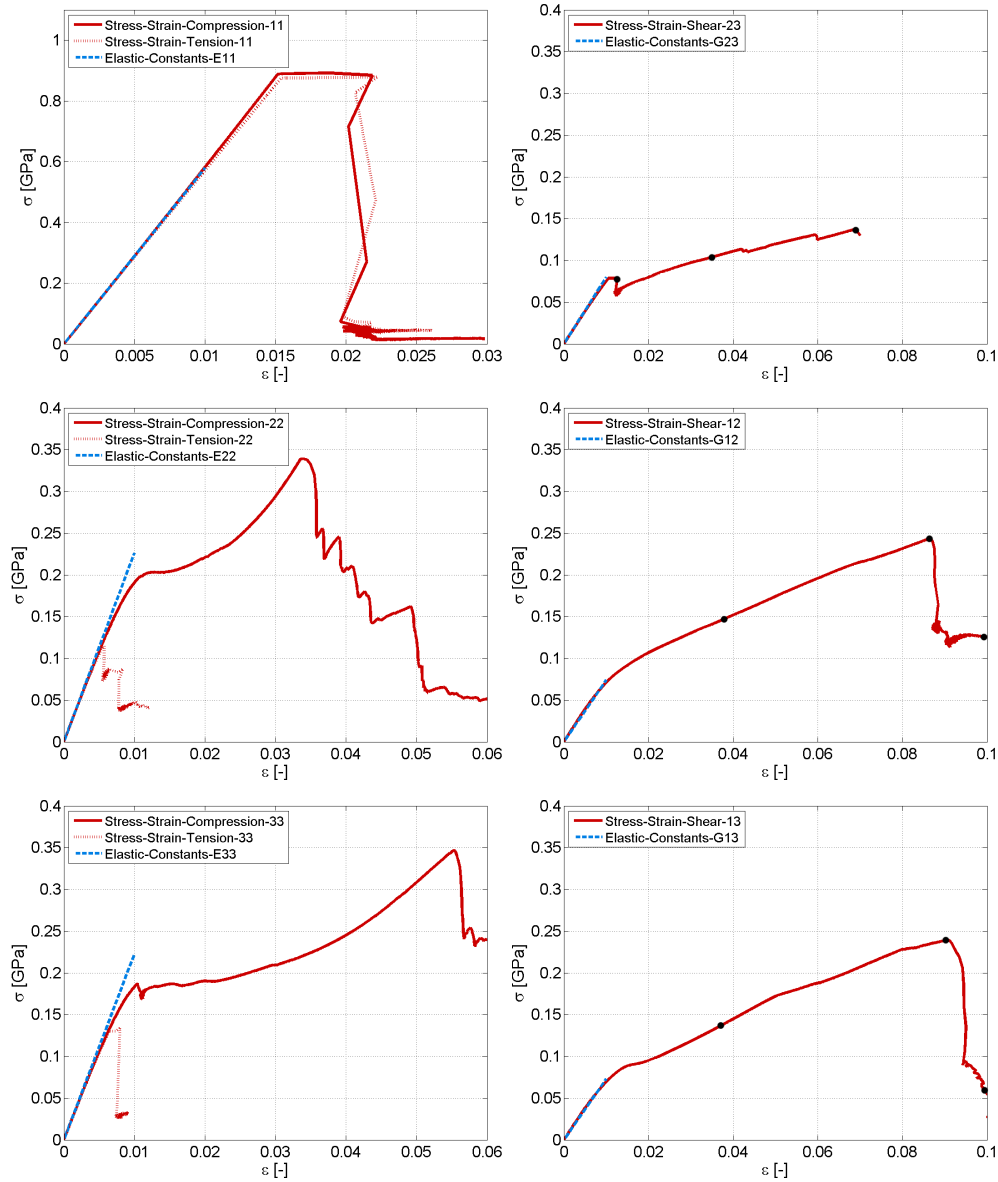 Stress-Strain-Compression-11
Stress-Strain-Tension-11
Elastic-Constants-E11
σ [GPa]
1
0.8
0.6
0.4
0.2
0
0 0.005 0.01 0.015 0.02 0.025 0.03
ε [-]
Stress-Strain-Shear-23
Elastic-Constants-G23
σ [GPa]
0.4
0.35
0.3
0.25
0.2
0.15
0.1
0.05
0
0 0.02 0.04 0.06 0.08 0.1
ε [-]
Stress-Strain-Compression-22
Stress-Strain-Tension-22
Elastic-Constants-E22
σ [GPa]
0.4
0.35
0.3
0.25
0.2
0.15
0.1
0.05
0
0 0.01 0.02 0.03 0.04 0.05 0.06
ε [-]
Stress-Strain-Shear-12
Elastic-Constants-G12
σ [GPa]
0.4
0.35
0.3
0.25
0.2
0.15
0.1
0.05
0
0 0.02 0.04 0.06 0.08 0.1
ε [-]
Stress-Strain-Compression-33
Stress-Strain-Tension-33
Elastic-Constants-E33
σ [GPa]
0.4
0.35
0.3
0.25
0.2
0.15
0.1
0.05
0
0 0.01 0.02 0.03 0.04 0.05 0.06
ε [-]
Stress-Strain-Shear-13
Elastic-Constants-G13
σ [GPa]
0.4
0.35
0.3
0.25
0.2
0.15
0.1
0.05
0
0 0.02 0.04 0.06 0.08 0.1
ε [-]